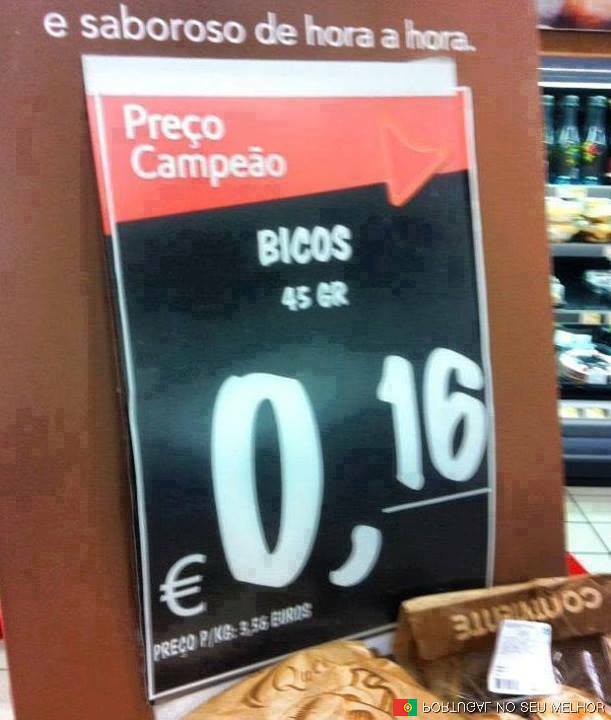 e saboroso de hora a hora.
Preço
Campeão
BICOS
45 GR
0,16
€
PREÇO P/KG: 3,56 EUROS
CONTINENTE
PORTUGAL NO SEU MELHOR